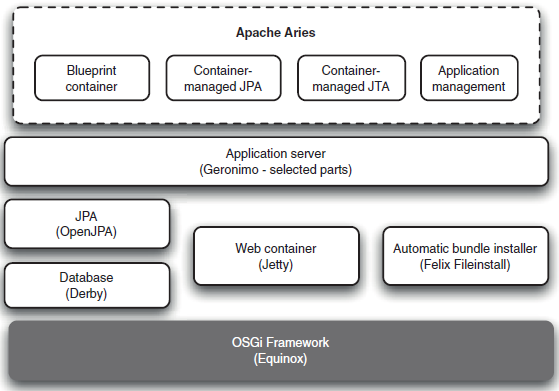 Apache Aries
Blueprint
container
Container-
managed JPA
Container-
managed JTA
Application
management
Application server
(Geronimo - selected parts)
JPA
(OpenJPA)
Database
(Derby)
Web container
(Jetty)
Automatic bundle installer
(Felix Fileinstall)
OSGi Framework
(Equinox)